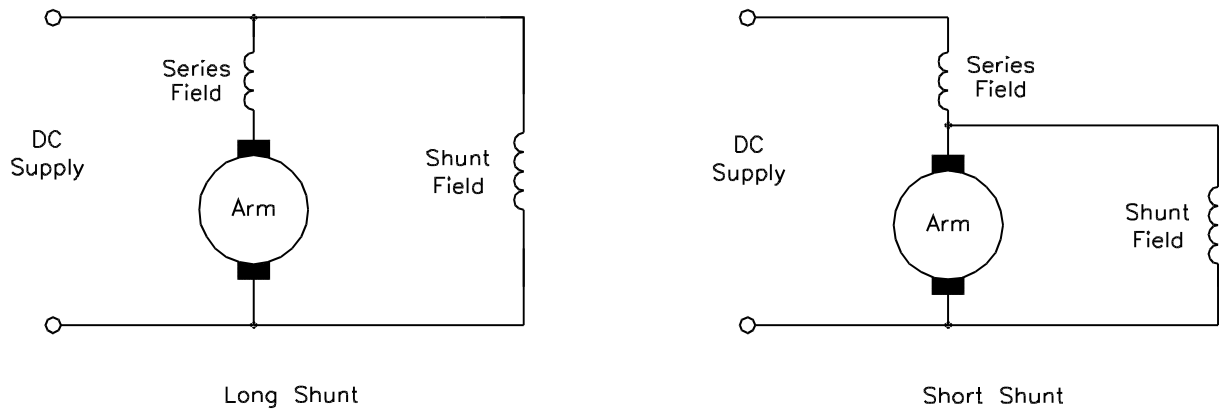 Series
Field
DC
Supply
Arm
Shunt
Field
Long Shunt
Series
Field
DC
Supply
Arm
Shunt
Field
Short Shunt